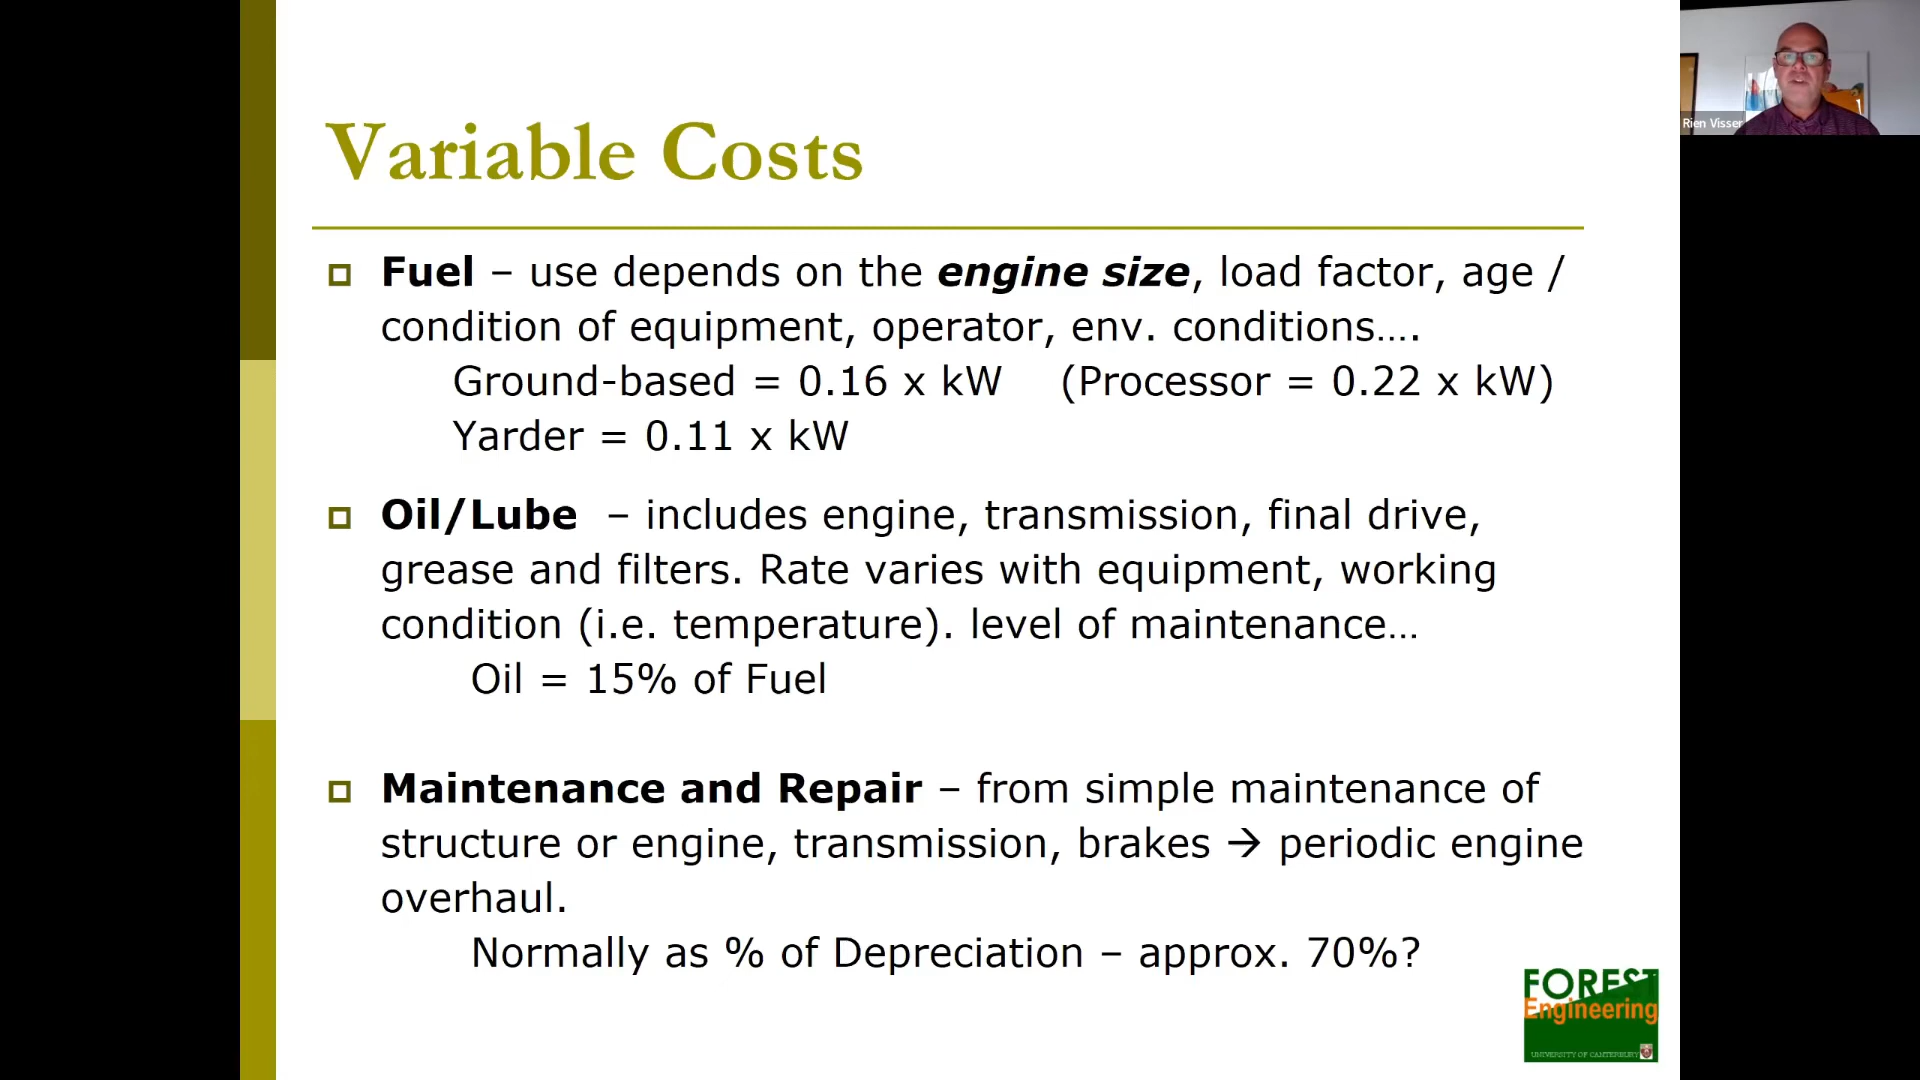 Variable Costs
Fuel – use depends on the engine size, load factor, age /
condition of equipment, operator, env. conditions….
Ground-based = 0.16 x kW (Processor = 0.22 x kW)
Yarder = 0.11 x kW
Oil/Lube – includes engine, transmission, final drive,
grease and filters. Rate varies with equipment, working
condition (i.e. temperature). level of maintenance…
Oil = 15% of Fuel
Maintenance and Repair – from simple maintenance of
structure or engine, transmission, brakes → periodic engine
overhaul.
Normally as % of Depreciation – approx. 70%?
Rien Visser
FOREST
Engineering
UNIVERSITY OF CANTERBURY